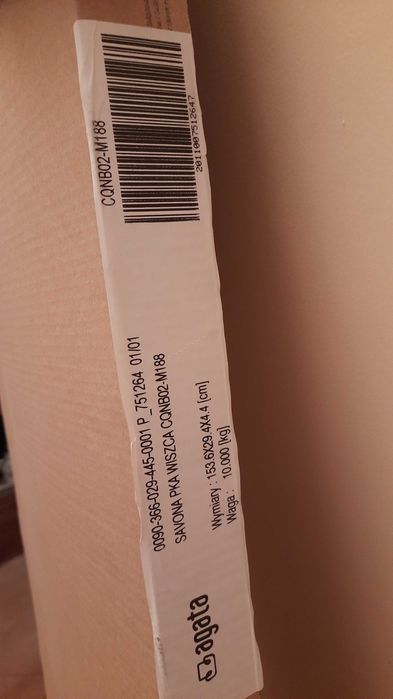 agata
0090-366-029-445-0001 P_751264 01/01
SAVONA PKA WISZCA CQNB02-M188
Wymiary : 153.6X29.4X4.4 [cm]
Waga : 10.000 [kg]
CQNB02-M188
2011007512647